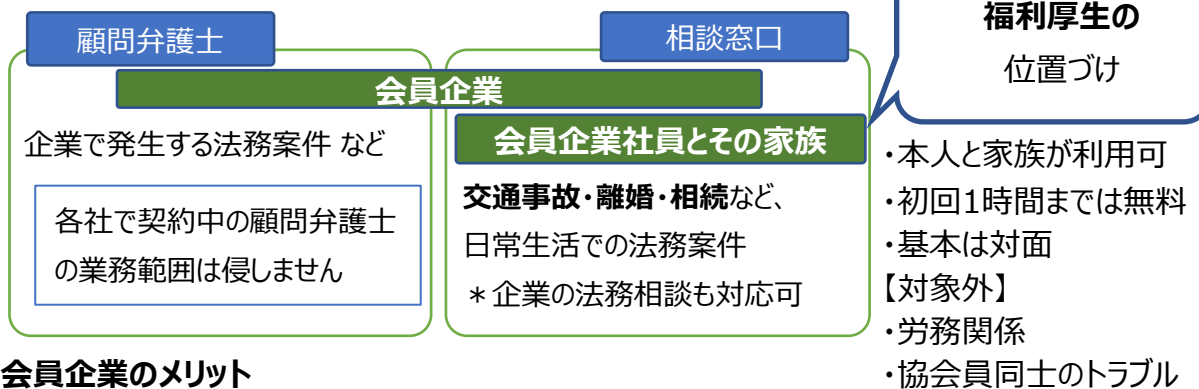 顧問弁護士
相談窓口
会員企業
企業で発生する法務案件 など
各社で契約中の顧問弁護士
の業務範囲は侵しません
会員企業社員とその家族
交通事故・離婚・相続など、
日常生活での法務案件
＊企業の法務相談も対応可
福利厚生の
位置づけ
・本人と家族が利用可
・初回1時間までは無料
・基本は対面
【対象外】
・労務関係
・協会員同士のトラブル
会員企業のメリット